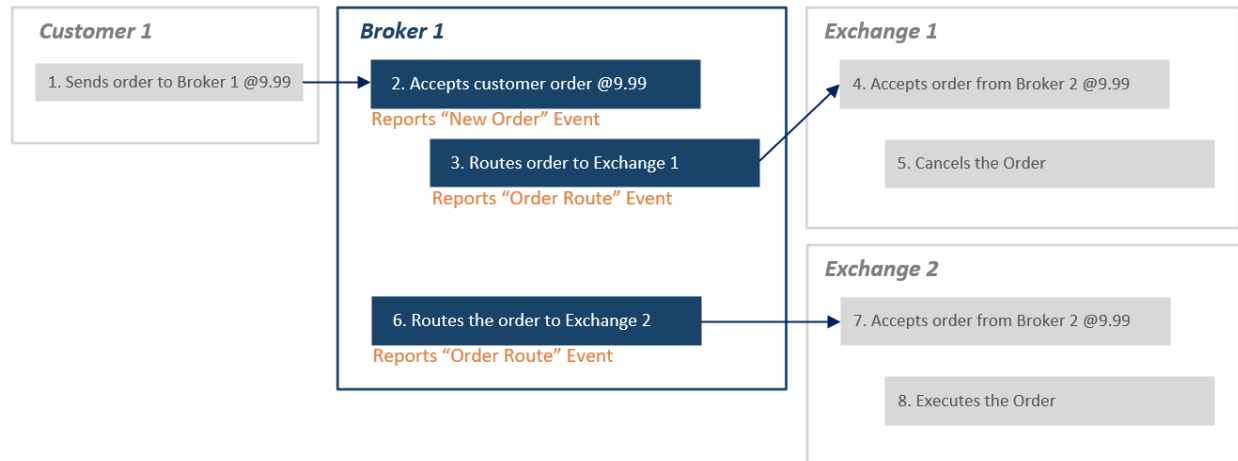 Customer 1
1. Sends order to Broker 1 @9.99
Broker 1
2. Accepts customer order @9.99
Reports “New Order” Event
3. Routes order to Exchange 1
Reports “Order Route” Event
6. Routes the order to Exchange 2
Reports “Order Route” Event
Exchange 1
4. Accepts order from Broker 2 @9.99
5. Cancels the Order
Exchange 2
7. Accepts order from Broker 2 @9.99
8. Executes the Order